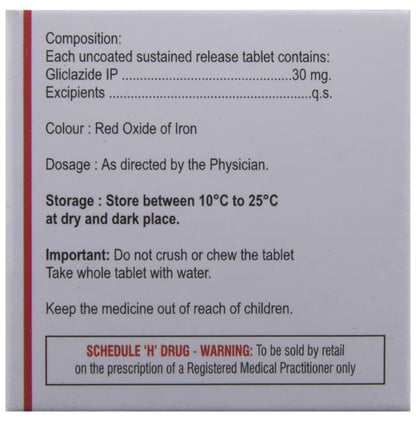 Composition:
Each uncoated sustained release tablet contains:
Gliclazide IP ................................................30 mg.
Excipients ..........................................................q.s.
Colour : Red Oxide of Iron
Dosage : As directed by the Physician.
Storage : Store between 10°C to 25°C
at dry and dark place.
Important: Do not crush or chew the tablet
Take whole tablet with water.
Keep the medicine out of reach of children.
SCHEDULE 'H' DRUG - WARNING: To be sold by retail
on the prescription of a Registered Medical Practitioner only